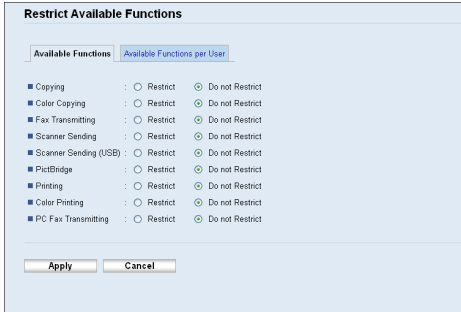 Restrict Available Functions
Available Functions Available Functions per User
Copying : Restrict Do not Restrict
Color Copying : Restrict Do not Restrict
Fax Transmitting : Restrict Do not Restrict
Scanner Sending : Restrict Do not Restrict
Scanner Sending (USB) : Restrict Do not Restrict
PictBridge : Restrict Do not Restrict
Printing : Restrict Do not Restrict
Color Printing : Restrict Do not Restrict
PC Fax Transmitting : Restrict Do not Restrict
Apply Cancel